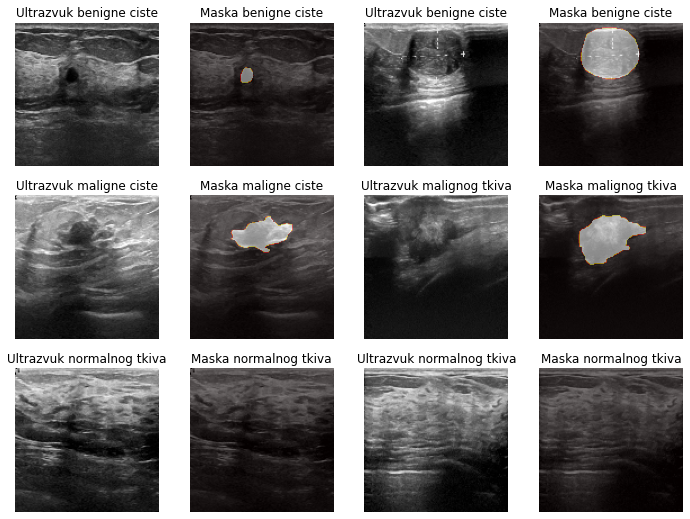 Ultrazvuk benigne ciste
Maska benigne ciste
Ultrazvuk benigne ciste
Maska benigne ciste
Ultrazvuk maligne ciste
Maska maligne ciste
Ultrazvuk malignog tkiva
Maska malignog tkiva
Ultrazvuk normalnog tkiva
Maska normalnog tkiva
Ultrazvuk normalnog tkiva
Maska normalnog tkiva